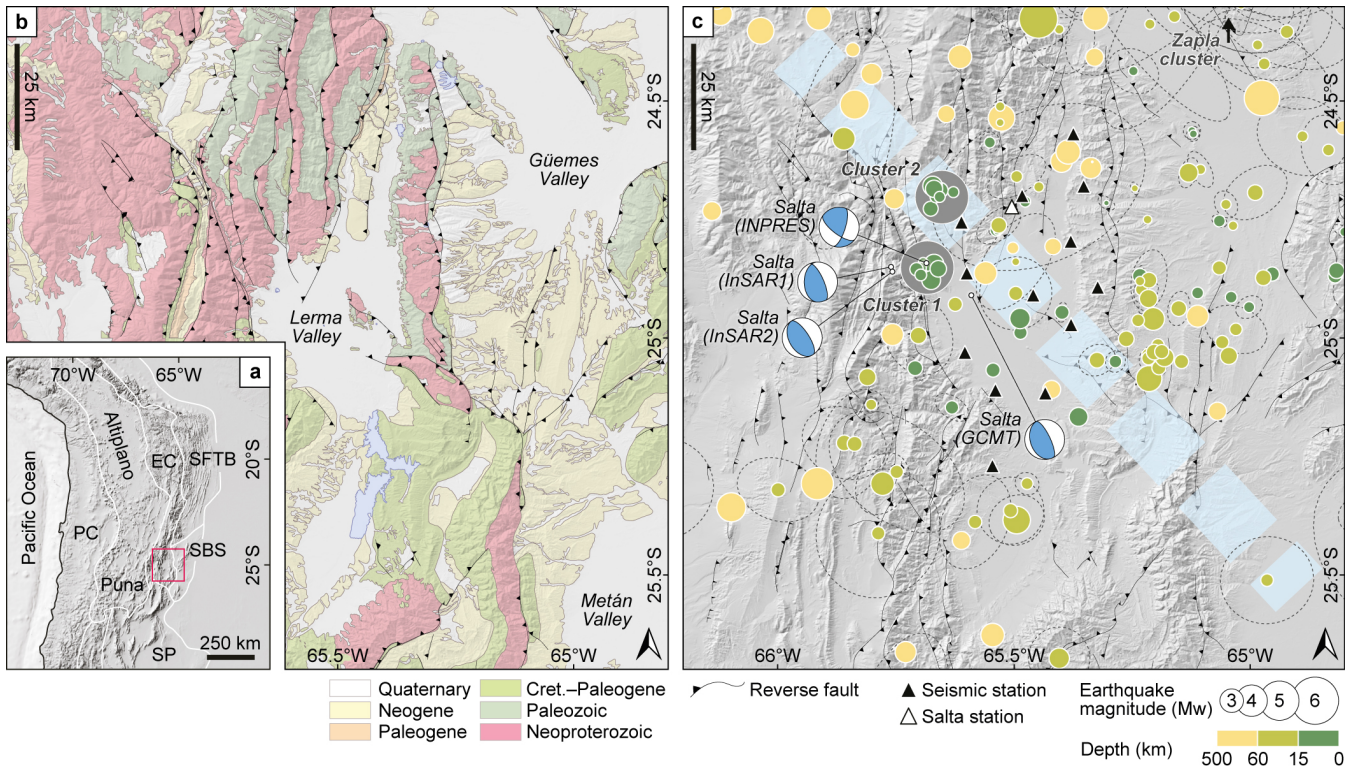 b
25 km
24.5°S
Güemes
Valley
Lerma
Valley
25°S
25.5°S
Metán
Valley
65.5°W
65°W
a
70°W
65°W
Altiplano
EC
SFTB
20°S
Pacific Ocean
PC
SBS
25°S
Puna
250 km
SP
c
25 km
Zapla
cluster
24.5°S
Cluster 2
Salta
(INPRES)
Salta
(InSAR1)
Cluster 1
Salta
(InSAR2)
25°S
Salta
(GCMT)
25.5°S
66°W
65.5°W
65°W
Quaternary
Neogene
Paleogene
Cret.–Paleogene
Paleozoic
Neoproterozoic
Reverse fault
Seismic station
Salta station
Earthquake
magnitude (Mw)
3 4 5 6
Depth (km)
500 60 15 0